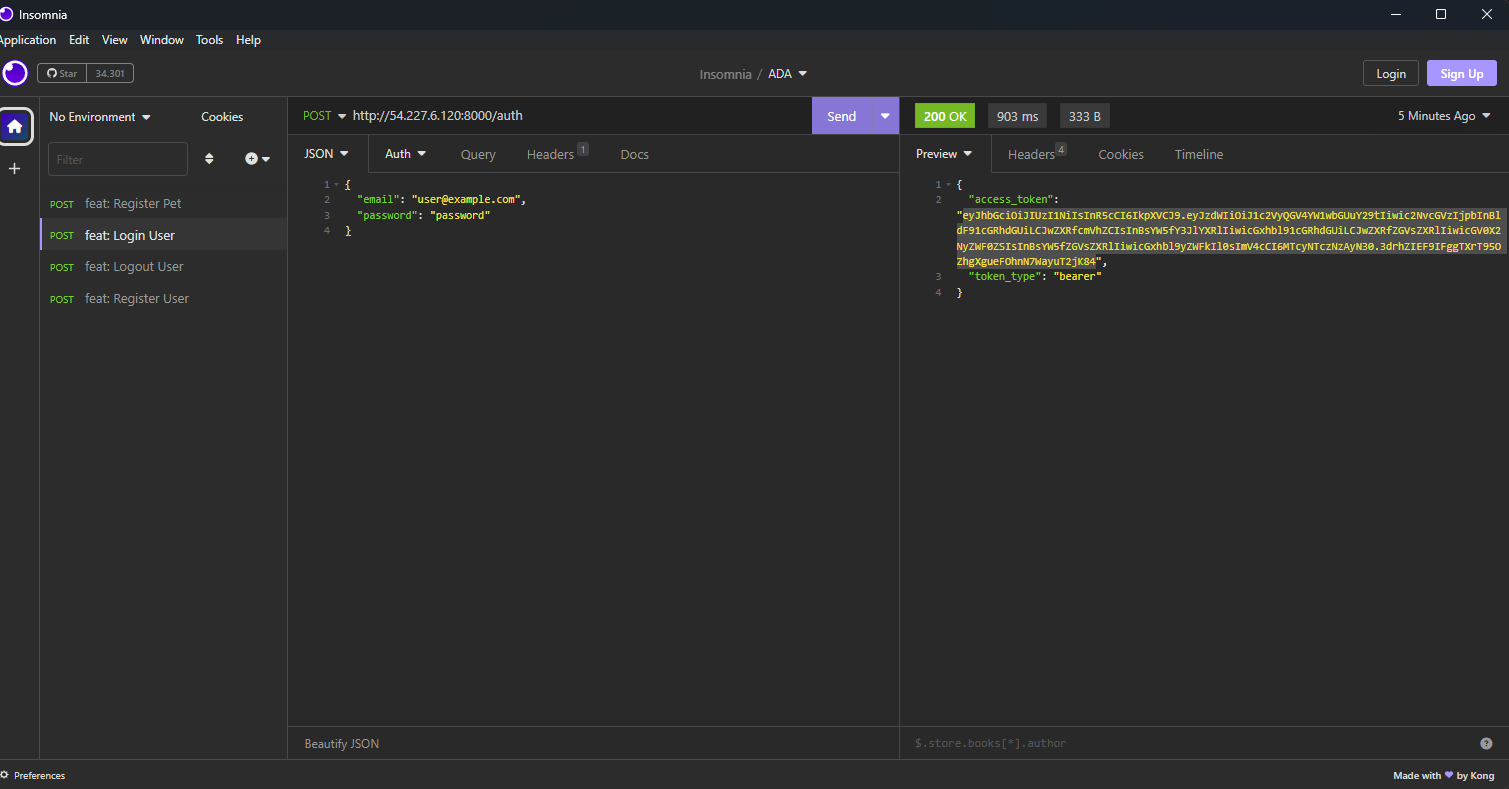 Insomnia
Application Edit View Window Tools Help
Star 34.301
Insomnia / ADA
Login Sign Up
No Environment Cookies
POST http://54.227.6.120:8000/auth
Send
200 OK 903 ms 333 B 5 Minutes Ago
Filter
JSON Auth Query Headers 1 Docs
Preview Headers 4 Cookies Timeline
POST feat: Register Pet
POST feat: Login User
POST feat: Logout User
POST feat: Register User
1 {
2 "email": "user@example.com",
3 "password": "password"
4 }
1 {
2 "access_token":
3 "token_type": "bearer"
4 }
Beautify JSON
$.store.books[*].author
Preferences
Made with ❤ by Kong